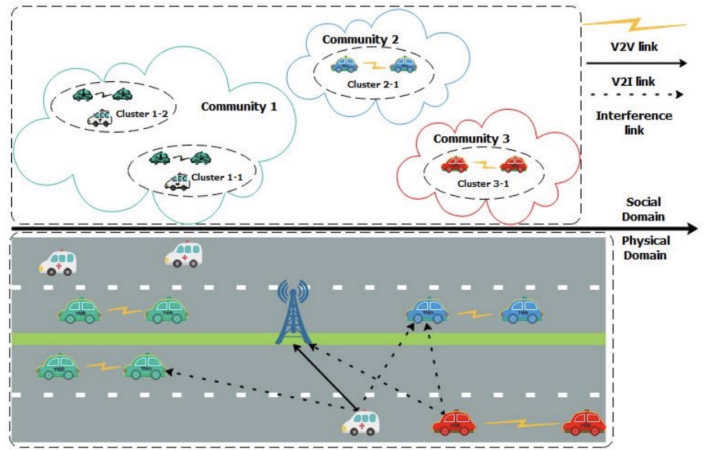 Community 2
V2V link
Cluster 2-1
Community 1
V2I link
Cluster 1-2
Interference
link
Community 3
Cluster 1-1
Cluster 3-1
Social
Domain
Physical
Domain